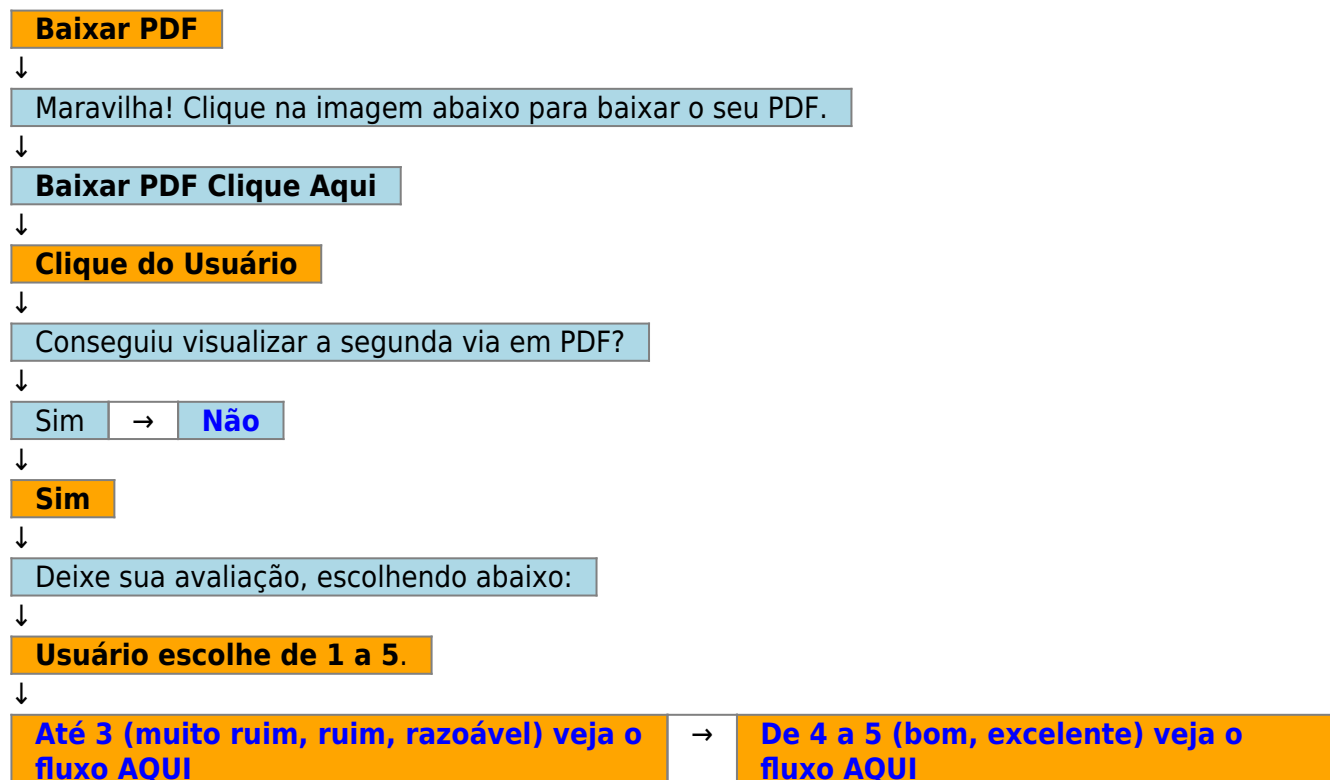 Baixar PDF
↓
Maravilha! Clique na imagem abaixo para baixar o seu PDF.
↓
Baixar PDF Clique Aqui
↓
Clique do Usuário
↓
Conseguiu visualizar a segunda via em PDF?
↓
Sim → Não
↓
Sim
↓
Deixe sua avaliação, escolhendo abaixo:
↓
Usuário escolhe de 1 a 5.
↓
Até 3 (muito ruim, ruim, razoável) veja o → De 4 a 5 (bom, excelente) veja o
fluxo AQUI fluxo AQUI